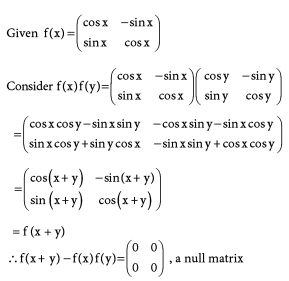 Given f(x)=(cos x −sin x
sin x cos x)
Consider f(x)f(y)=(cos x −sin x
sin x cos x)(cos y −sin y
sin y cos y)
=(cos x cos y−sin x sin y −cos x sin y−sin x cos y
sin x cos y+sin y cos x −sin x sin y+cos x cos y)
=(cos(x+y) −sin(x+y)
sin (x+y) cos(x+y))
=f (x+y)
∴f(x+y)−f(x)f(y)=(0 0
0 0) , a null matrix